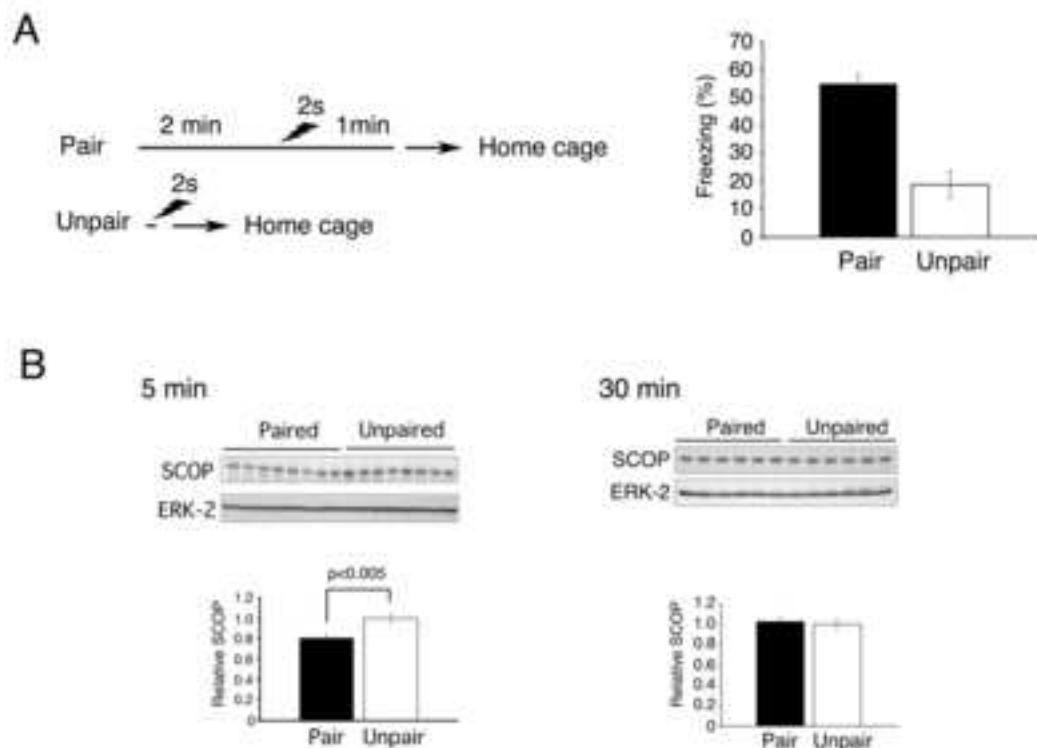 A
Pair
2 min
2s
1min
Home cage
Unpair
2s
Home cage
Freezing (%)
70
60
50
40
30
20
10
0
Pair
Unpair
B
5 min
Paired
Unpaired
SCOP
ERK-2
p<0.005
Relative SCOP
1.2
1.0
0.8
0.6
0.4
0.2
0
Pair
Unpair
30 min
Paired
Unpaired
SCOP
ERK-2
Relative SCOP
1.2
1.0
0.8
0.6
0.4
0.2
0
Pair
Unpair